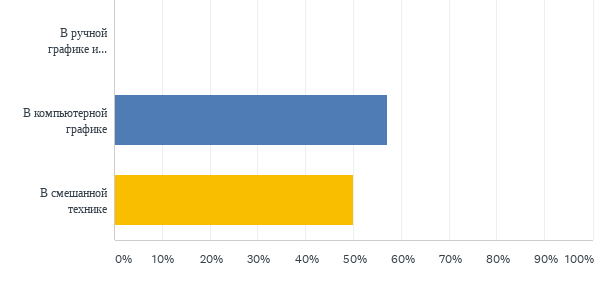 В ручной
графике и...
В компьютерной
графике
В смешанной
технике
0% 10% 20% 30% 40% 50% 60% 70% 80% 90% 100%